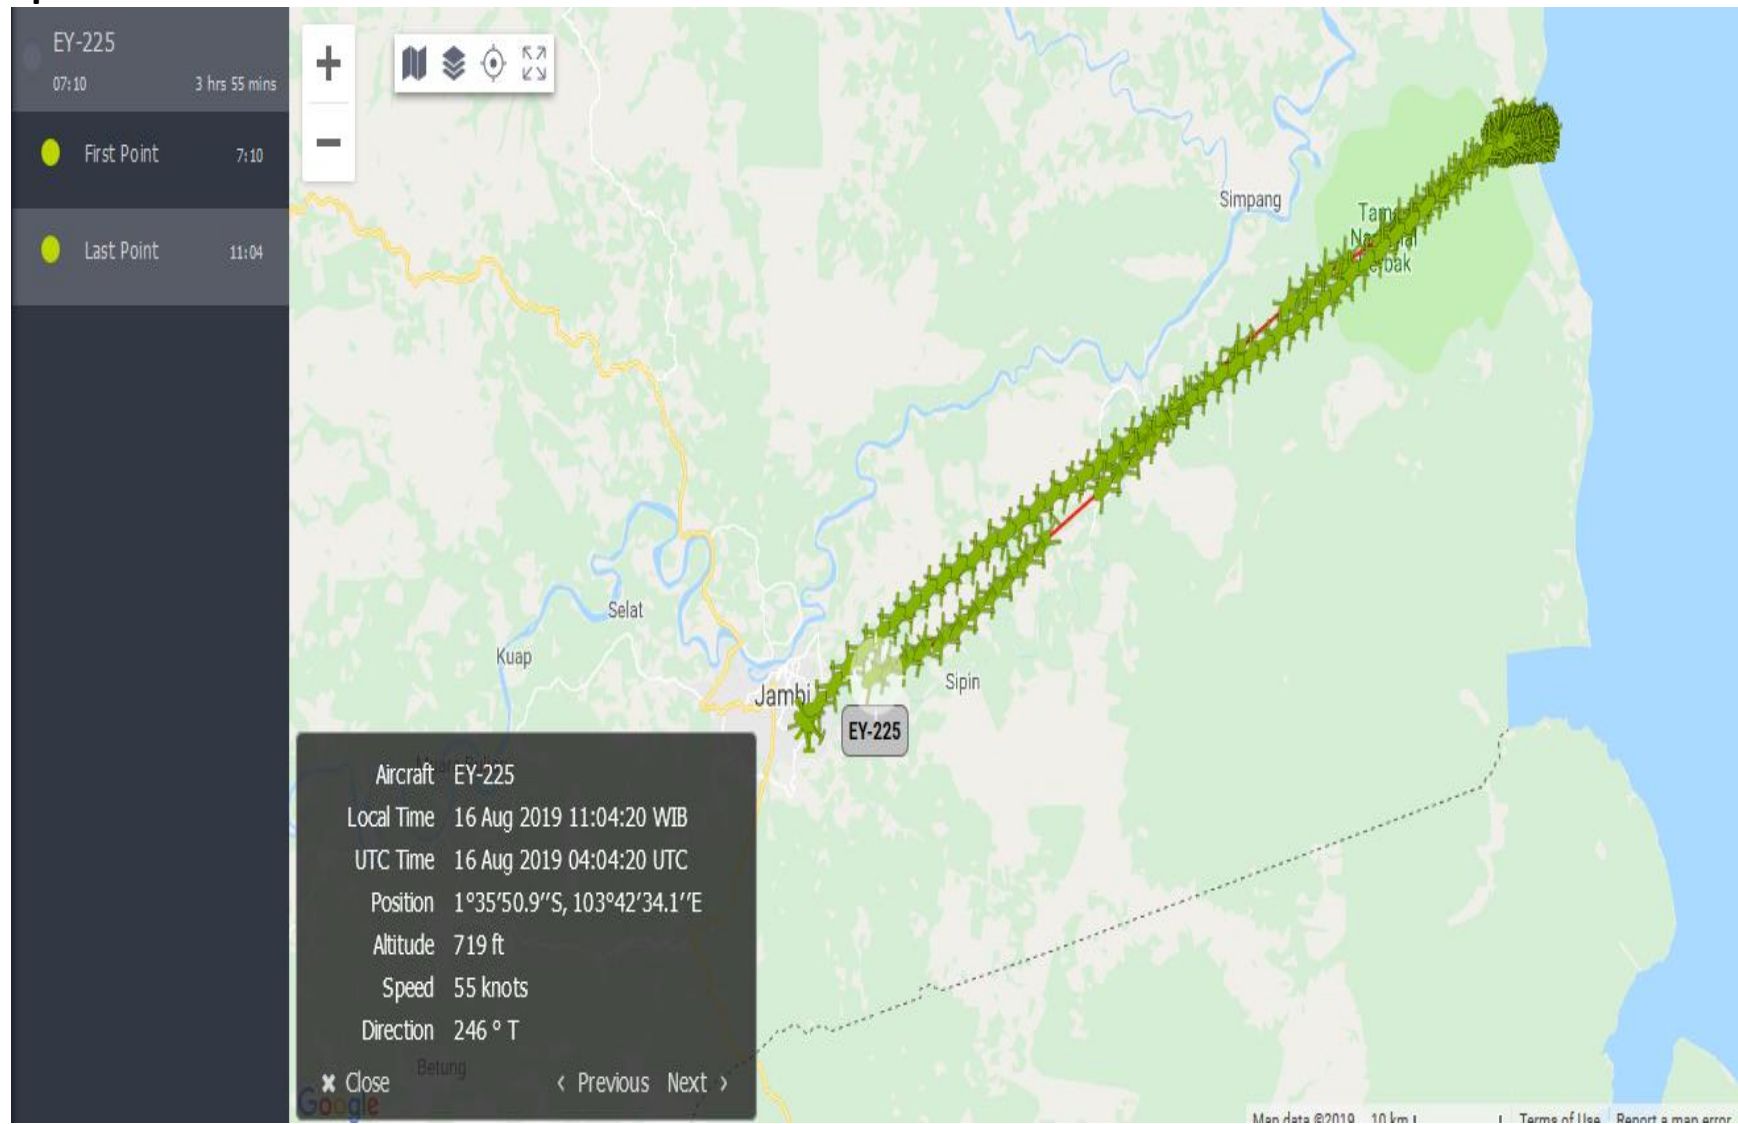 EY-225
07:10 3 hrs 55 mins
First Point 7:10
Last Point 11:04
Simpang
Selat
Kuap
Jambi
Sipin
EY-225
Aircraft EY-225
Local Time 16 Aug 2019 11:04:20 WIB
UTC Time 16 Aug 2019 04:04:20 UTC
Position 1°35'50.9''S, 103°42'34.1''E
Altitude 719 ft
Speed 55 knots
Direction 246 ° T
Betung
✖ Close ‹ Previous Next ›
Google
Map data ©2019 10 km Terms of Use Report a map error